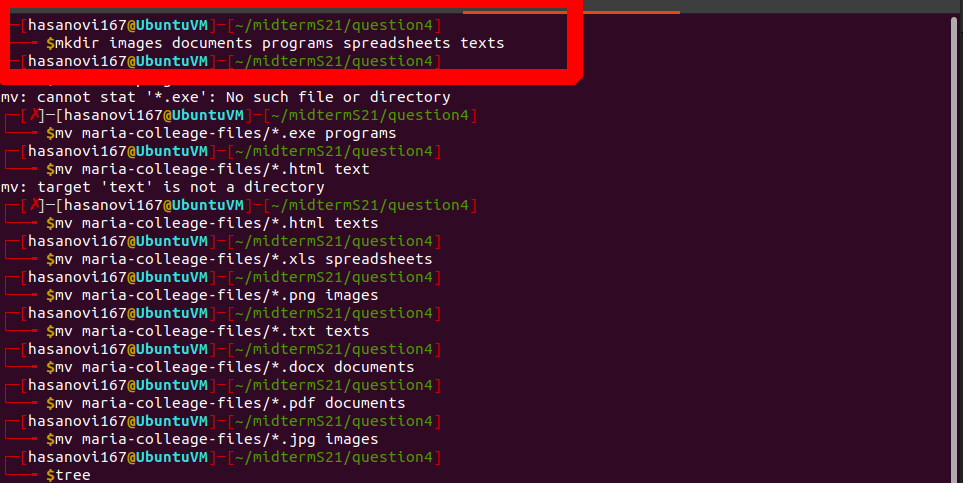 [hasanovi167@UbuntuVM]─[~/midtermS21/question4]
$mkdir images documents programs spreadsheets texts
[hasanovi167@UbuntuVM]─[~/midtermS21/question4]
mv: cannot stat '*.exe': No such file or directory
┌─[✗]─[hasanovi167@UbuntuVM]─[~/midtermS21/question4]
└──╼ $mv maria-colleage-files/*.exe programs
┌─[hasanovi167@UbuntuVM]─[~/midtermS21/question4]
└──╼ $mv maria-colleage-files/*.html text
mv: target 'text' is not a directory
┌─[✗]─[hasanovi167@UbuntuVM]─[~/midtermS21/question4]
└──╼ $mv maria-colleage-files/*.html texts
┌─[hasanovi167@UbuntuVM]─[~/midtermS21/question4]
└──╼ $mv maria-colleage-files/*.xls spreadsheets
┌─[hasanovi167@UbuntuVM]─[~/midtermS21/question4]
└──╼ $mv maria-colleage-files/*.png images
┌─[hasanovi167@UbuntuVM]─[~/midtermS21/question4]
└──╼ $mv maria-colleage-files/*.txt texts
┌─[hasanovi167@UbuntuVM]─[~/midtermS21/question4]
└──╼ $mv maria-colleage-files/*.docx documents
┌─[hasanovi167@UbuntuVM]─[~/midtermS21/question4]
└──╼ $mv maria-colleage-files/*.pdf documents
┌─[hasanovi167@UbuntuVM]─[~/midtermS21/question4]
└──╼ $mv maria-colleage-files/*.jpg images
┌─[hasanovi167@UbuntuVM]─[~/midtermS21/question4]
└──╼ $tree